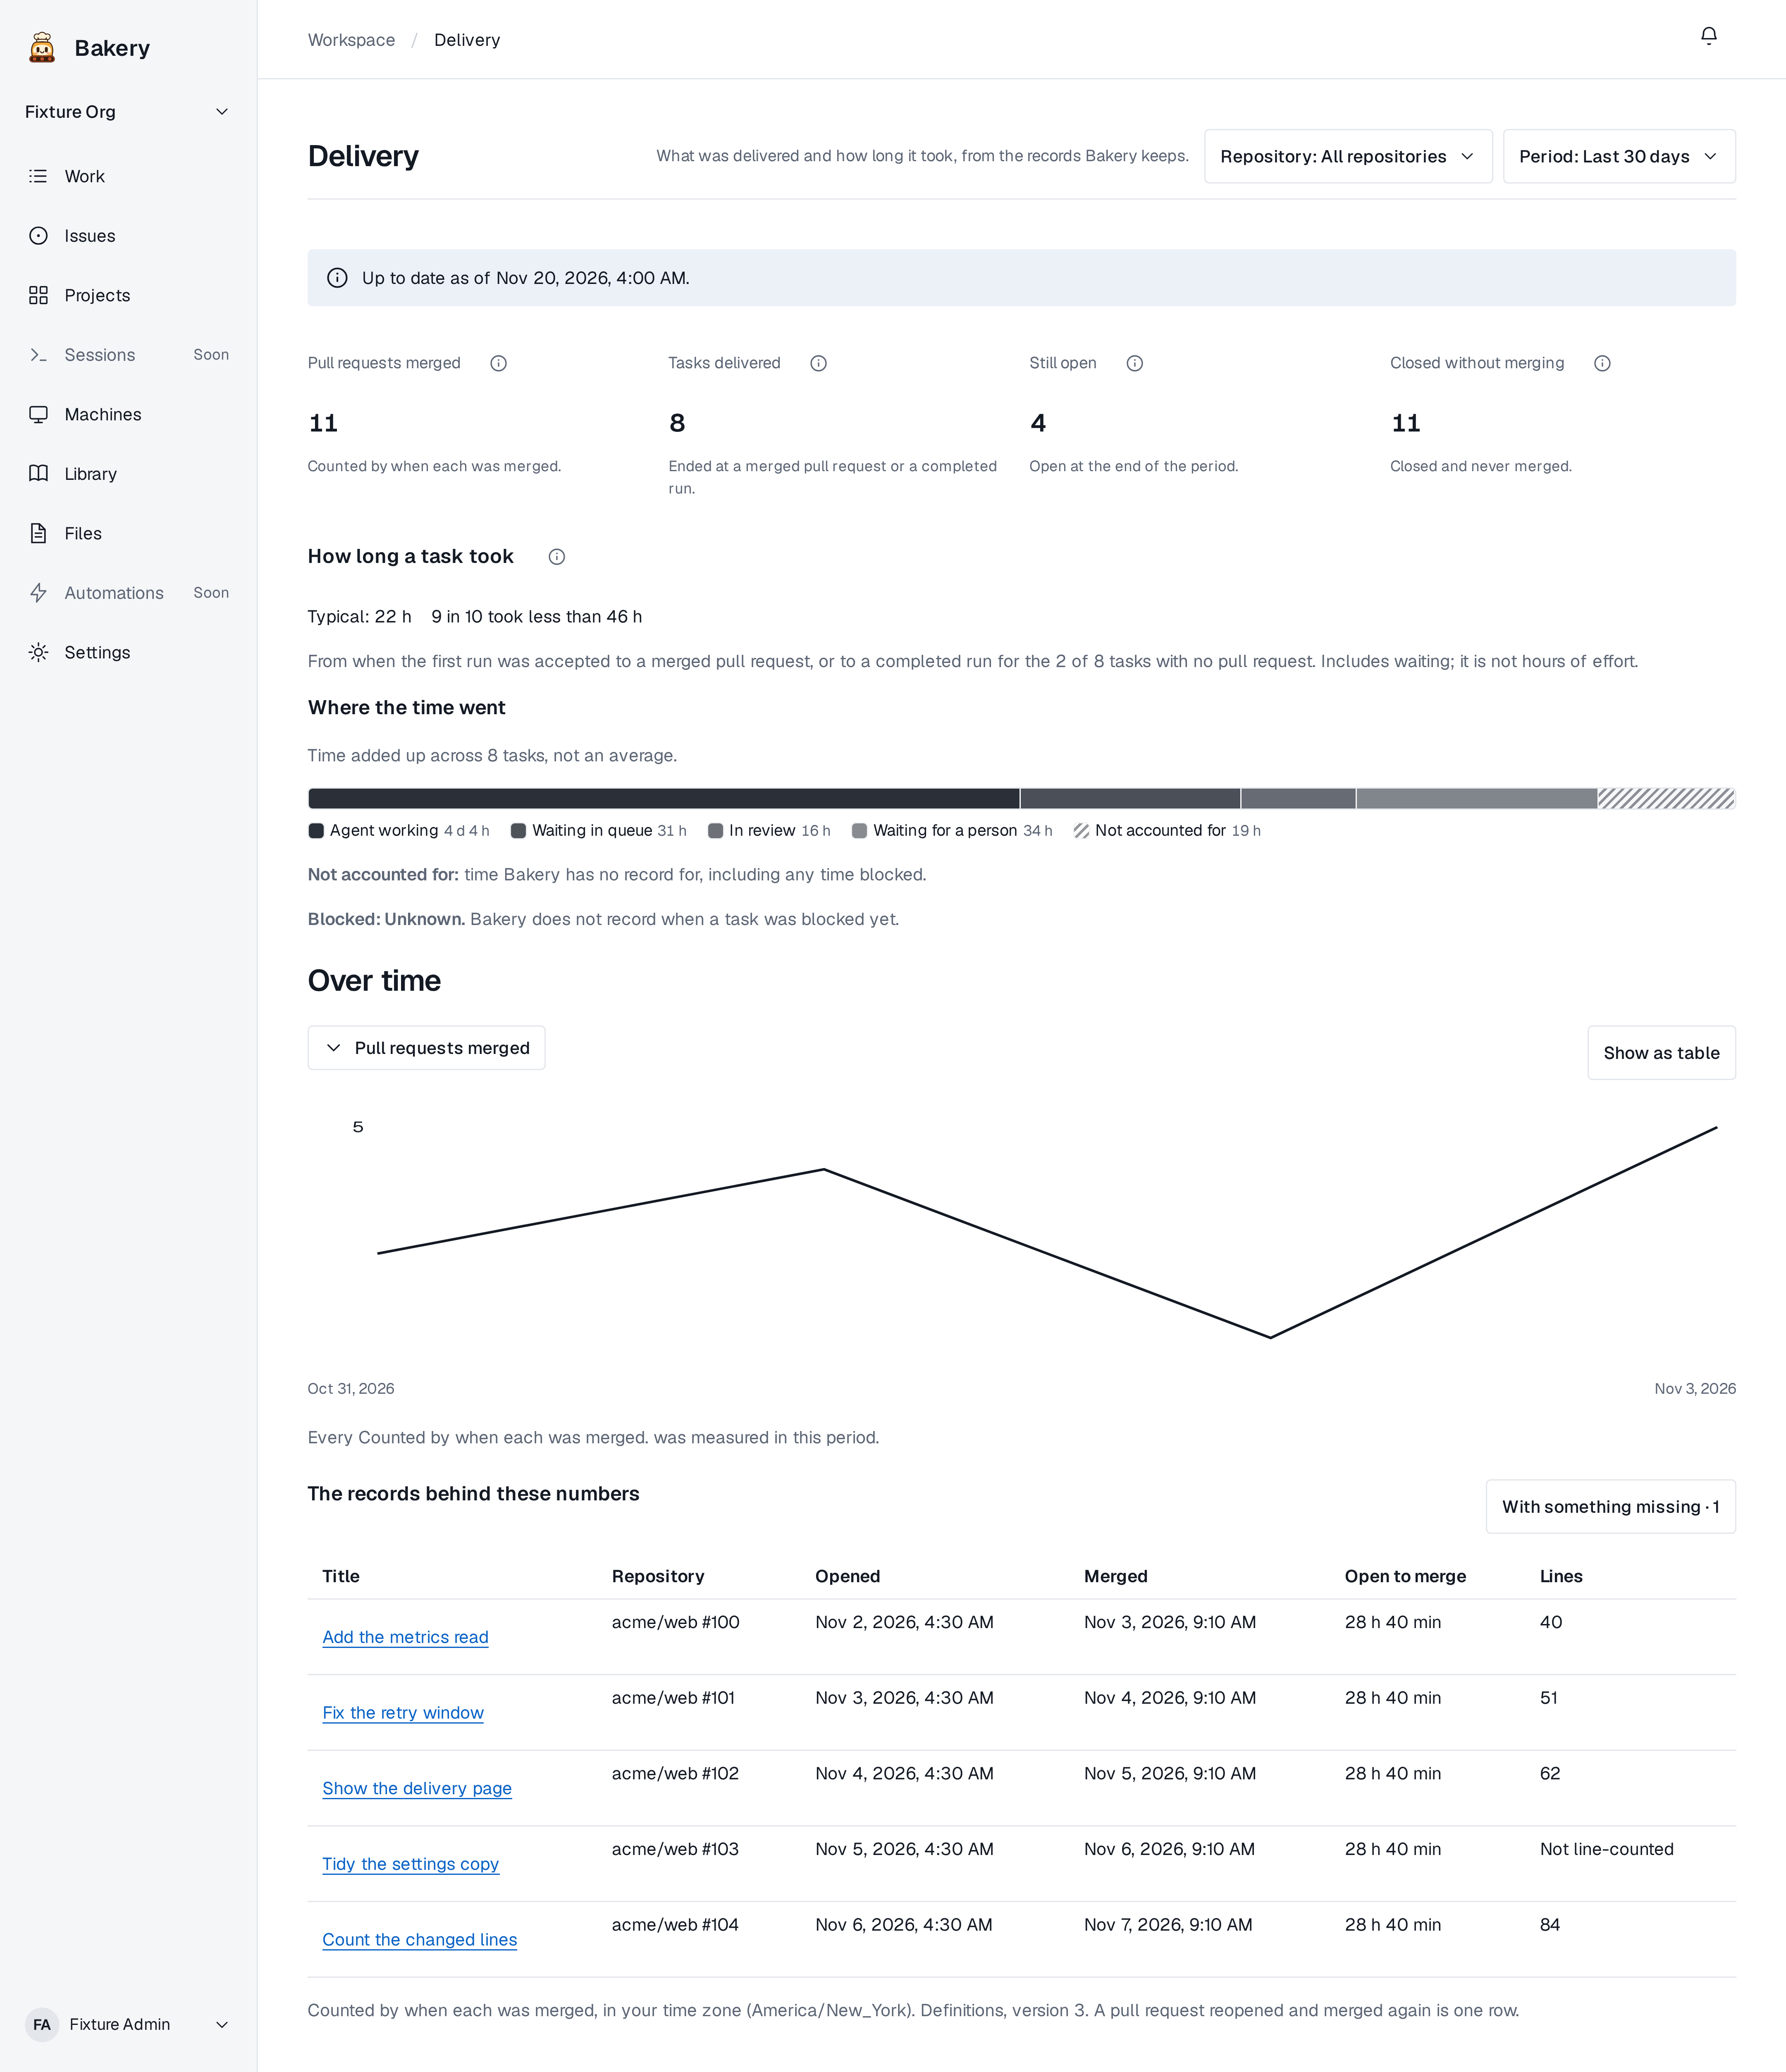 Bakery
Fixture Org
Work
Issues
Projects
Sessions Soon
Machines
Library
Files
Automations Soon
Settings
FA Fixture Admin
Workspace / Delivery
Delivery
What was delivered and how long it took, from the records Bakery keeps.
Repository: All repositories
Period: Last 30 days
Up to date as of Nov 20, 2026, 4:00 AM.
Pull requests merged
11
Counted by when each was merged.
Tasks delivered
8
Ended at a merged pull request or a completed
run.
Still open
4
Open at the end of the period.
Closed without merging
11
Closed and never merged.
How long a task took
Typical: 22 h 9 in 10 took less than 46 h
From when the first run was accepted to a merged pull request, or to a completed run for the 2 of 8 tasks with no pull request. Includes waiting; it is not hours of effort.
Where the time went
Time added up across 8 tasks, not an average.
Agent working 4 d 4 h Waiting in queue 31 h In review 16 h Waiting for a person 34 h Not accounted for 19 h
Not accounted for: time Bakery has no record for, including any time blocked.
Blocked: Unknown. Bakery does not record when a task was blocked yet.
Over time
Pull requests merged
Show as table
5
Oct 31, 2026 Nov 3, 2026
Every Counted by when each was merged. was measured in this period.
The records behind these numbers
With something missing · 1
Title Repository Opened Merged Open to merge Lines
Add the metrics read acme/web #100 Nov 2, 2026, 4:30 AM Nov 3, 2026, 9:10 AM 28 h 40 min 40
Fix the retry window acme/web #101 Nov 3, 2026, 4:30 AM Nov 4, 2026, 9:10 AM 28 h 40 min 51
Show the delivery page acme/web #102 Nov 4, 2026, 4:30 AM Nov 5, 2026, 9:10 AM 28 h 40 min 62
Tidy the settings copy acme/web #103 Nov 5, 2026, 4:30 AM Nov 6, 2026, 9:10 AM 28 h 40 min Not line-counted
Count the changed lines acme/web #104 Nov 6, 2026, 4:30 AM Nov 7, 2026, 9:10 AM 28 h 40 min 84
Counted by when each was merged, in your time zone (America/New_York). Definitions, version 3. A pull request reopened and merged again is one row.